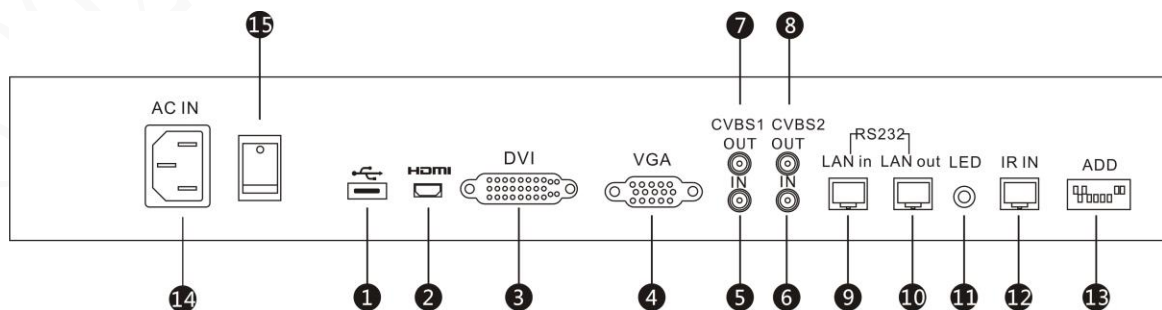 15 7 8
AC IN
CVBS1 CVBS2
OUT OUT
RS232
HDMI DVI VGA LAN in LAN out LED IR IN ADD
IN IN
14 1 2 3 4 5 6 9 10 11 12 13